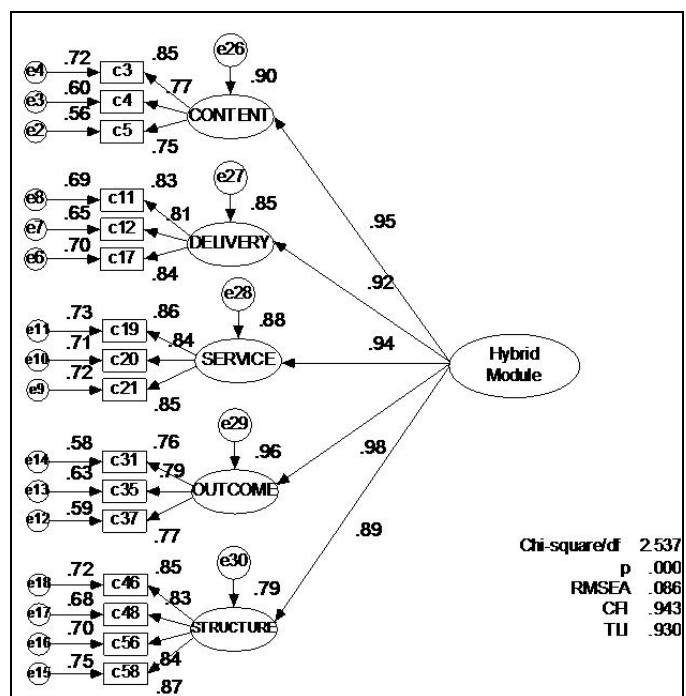 e26
.72 .85 .90
e4 c3
.60 .77
e3 c4 CONTENT
.56
e2 c5
.75
e27
.69 .83 .85 .95
e8 c11
.65 .81
e7 c12 DELIVERY
.70
e6 c17
.84 .92
e28
.73 .86 .88
e11 c19
.71 .84 .94
e10 c20 SERVICE Hybrid
.72 Module
e9 c21
.85
e29
.58 .76 .96 .98
e14 c31
.63 .79
e13 c35 OUTCOME
.59
e12 c37
.77 .89
e30
.72 .85 .79
e18 c46
.68 .83
e17 c48 STRUCTURE
.70
e16 c56
.75 .84
e15 c58
.87
Chi-square/df 2.537
p .000
RMSEA .086
CFI .943
TLI .930